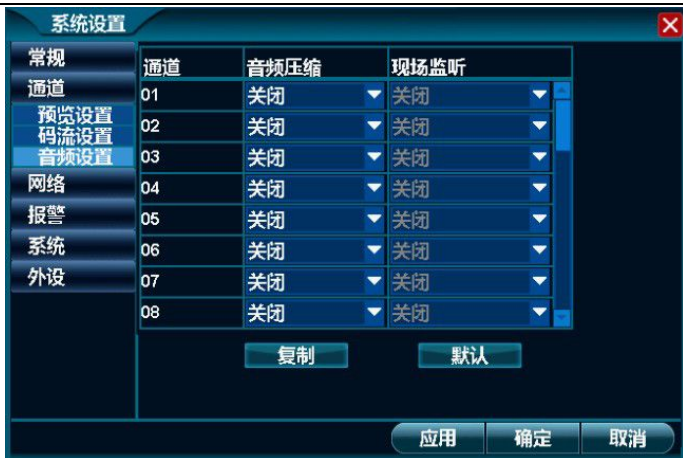 系统设置
常规
通道
预览设置
码流设置
音频设置
网络
报警
系统
外设
通道 音频压缩 现场监听
01 关闭 关闭
02 关闭 关闭
03 关闭 关闭
04 关闭 关闭
05 关闭 关闭
06 关闭 关闭
07 关闭 关闭
08 关闭 关闭
复制 默认
应用 确定 取消